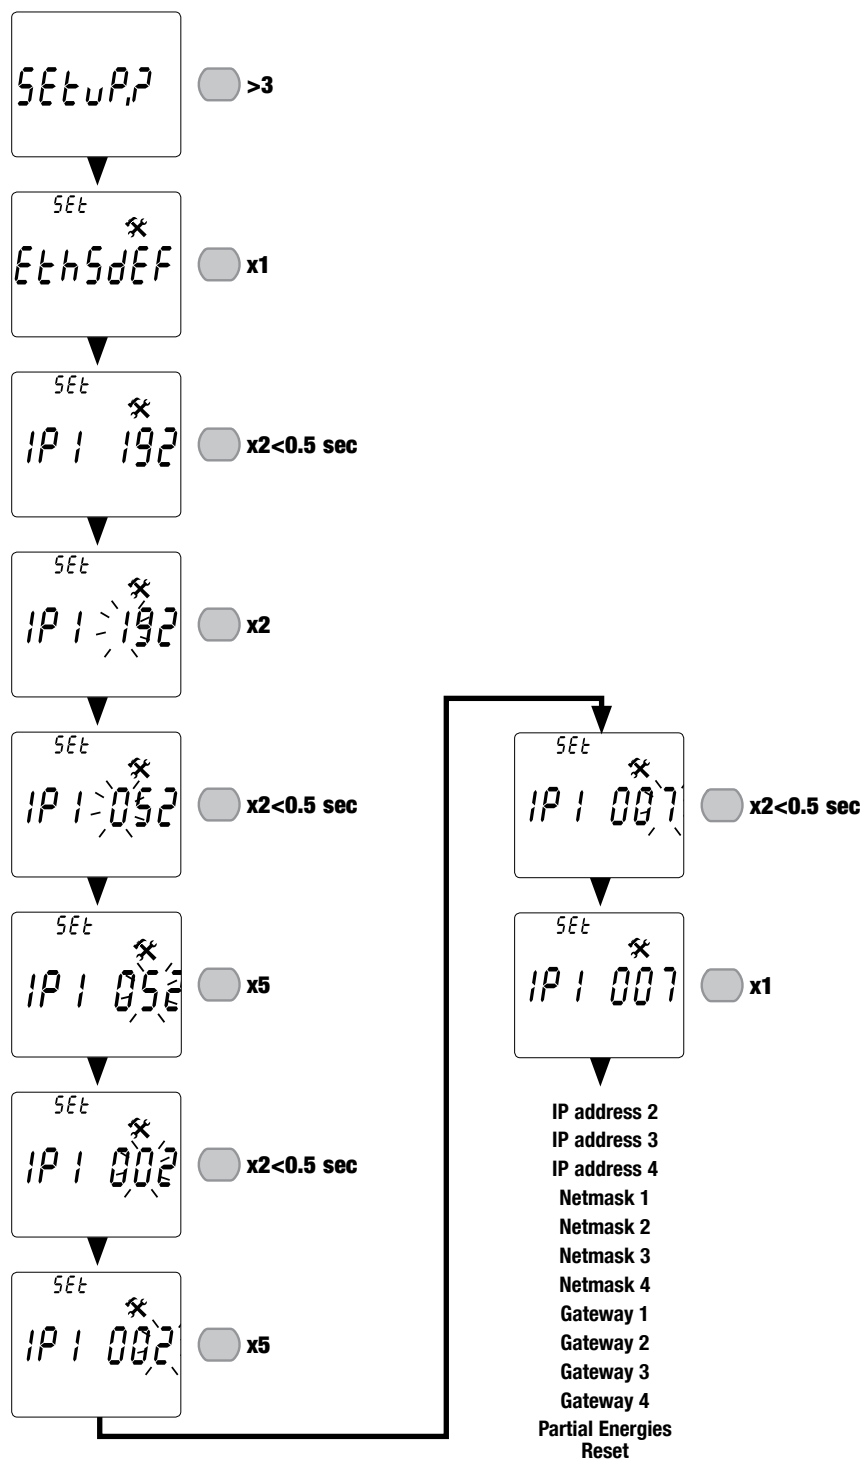 SEtuP,?
>3
SEt
EthSdEF
x1
SEt
IP1 192
x2<0.5 sec
SEt
IP1 192
x2
SEt
IP1 052
x2<0.5 sec
SEt
IP1 052
x5
SEt
IP1 002
x2<0.5 sec
SEt
IP1 002
x5
SEt
IP1 007
x2<0.5 sec
SEt
IP1 007
x1
IP address 2
IP address 3
IP address 4
Netmask 1
Netmask 2
Netmask 3
Netmask 4
Gateway 1
Gateway 2
Gateway 3
Gateway 4
Partial Energies
Reset